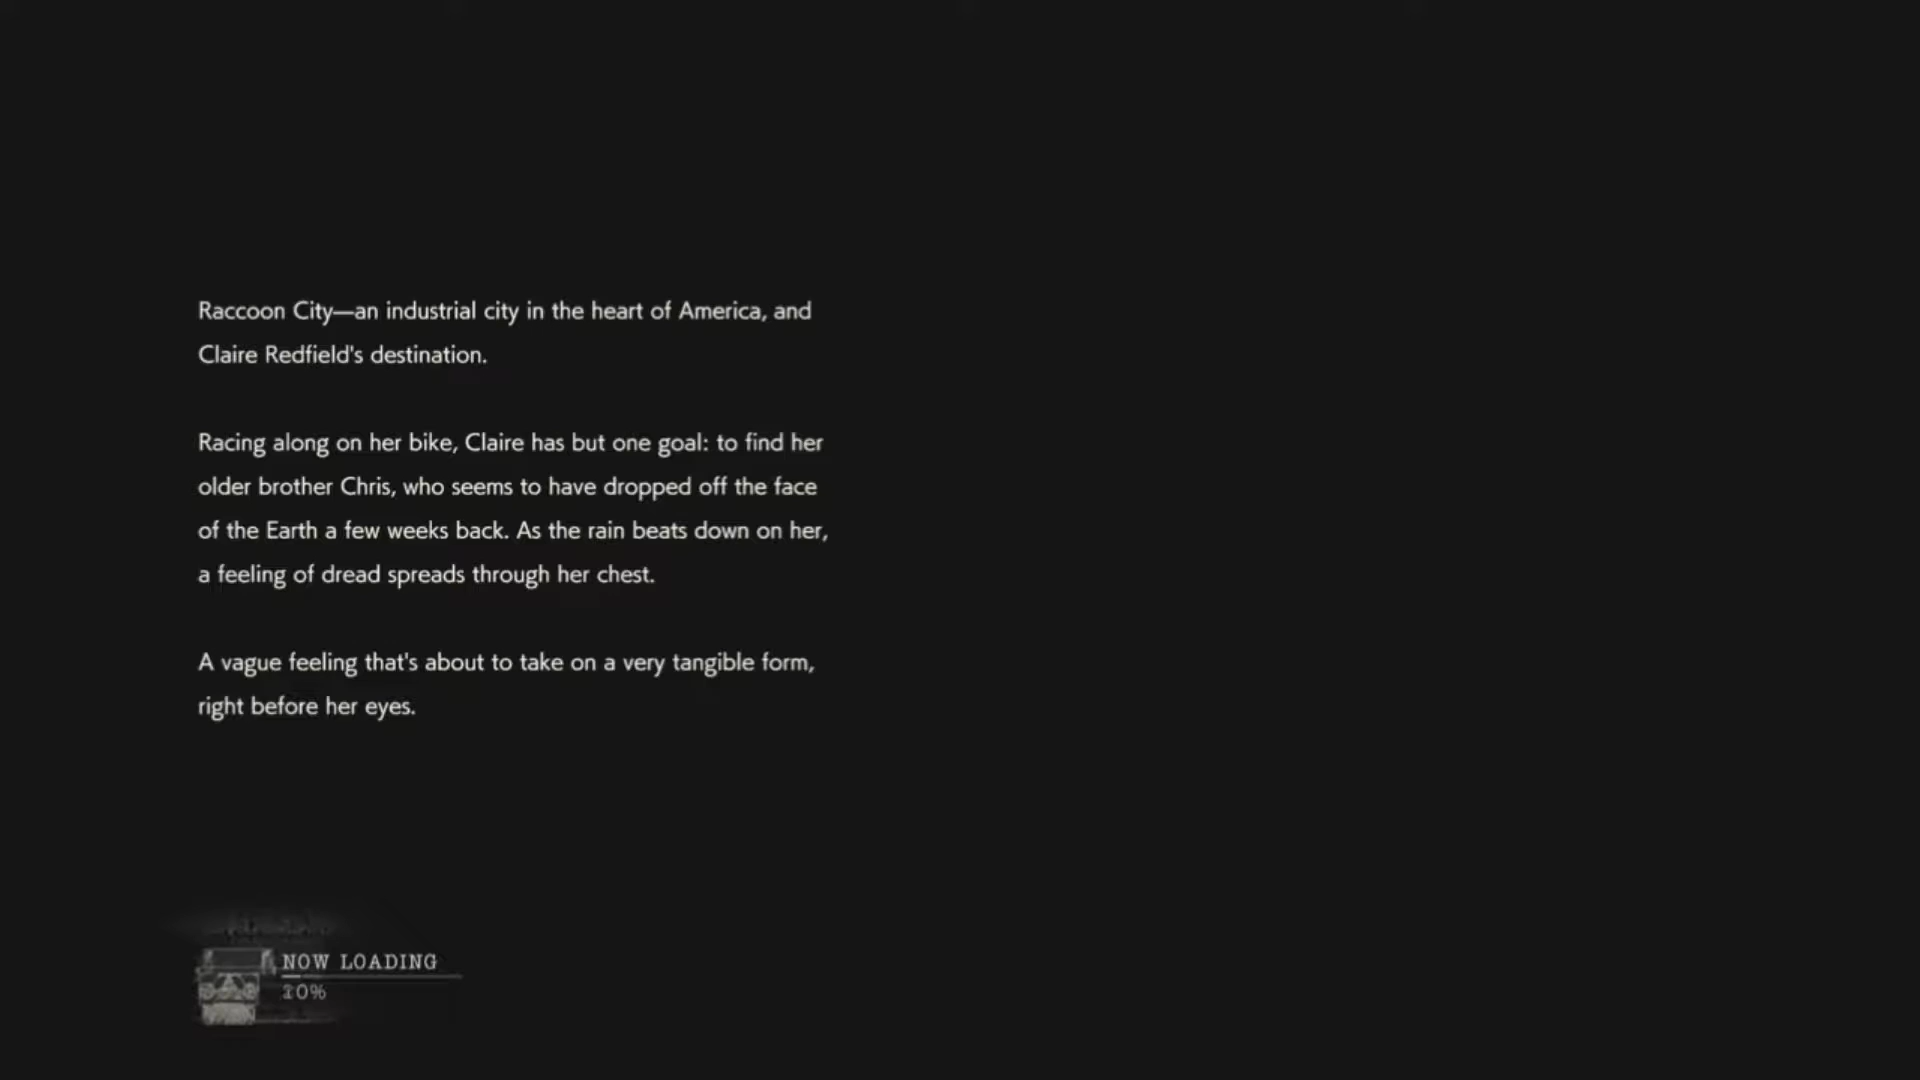 Raccoon City—an industrial city in the heart of America, and
Claire Redfield's destination.
Racing along on her bike, Claire has but one goal: to find her
older brother Chris, who seems to have dropped off the face
of the Earth a few weeks back. As the rain beats down on her,
a feeling of dread spreads through her chest.
A vague feeling that's about to take on a very tangible form,
right before her eyes.
NOW LOADING